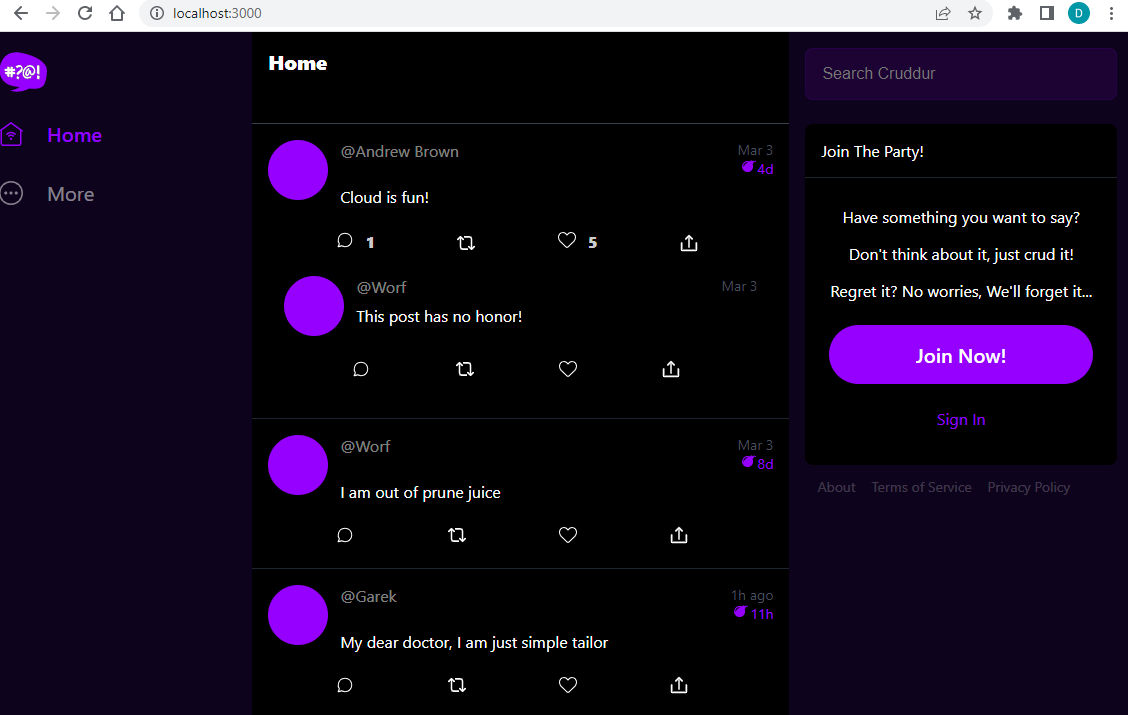 localhost:3000
D
#?@!
Home
More
Home
@Andrew Brown
Mar 3
4d
Cloud is fun!
1
5
@Worf
Mar 3
This post has no honor!
@Worf
Mar 3
8d
I am out of prune juice
@Garek
1h ago
11h
My dear doctor, I am just simple tailor
Search Cruddur
Join The Party!
Have something you want to say?
Don't think about it, just crud it!
Regret it? No worries, We'll forget it...
Join Now!
Sign In
About Terms of Service Privacy Policy